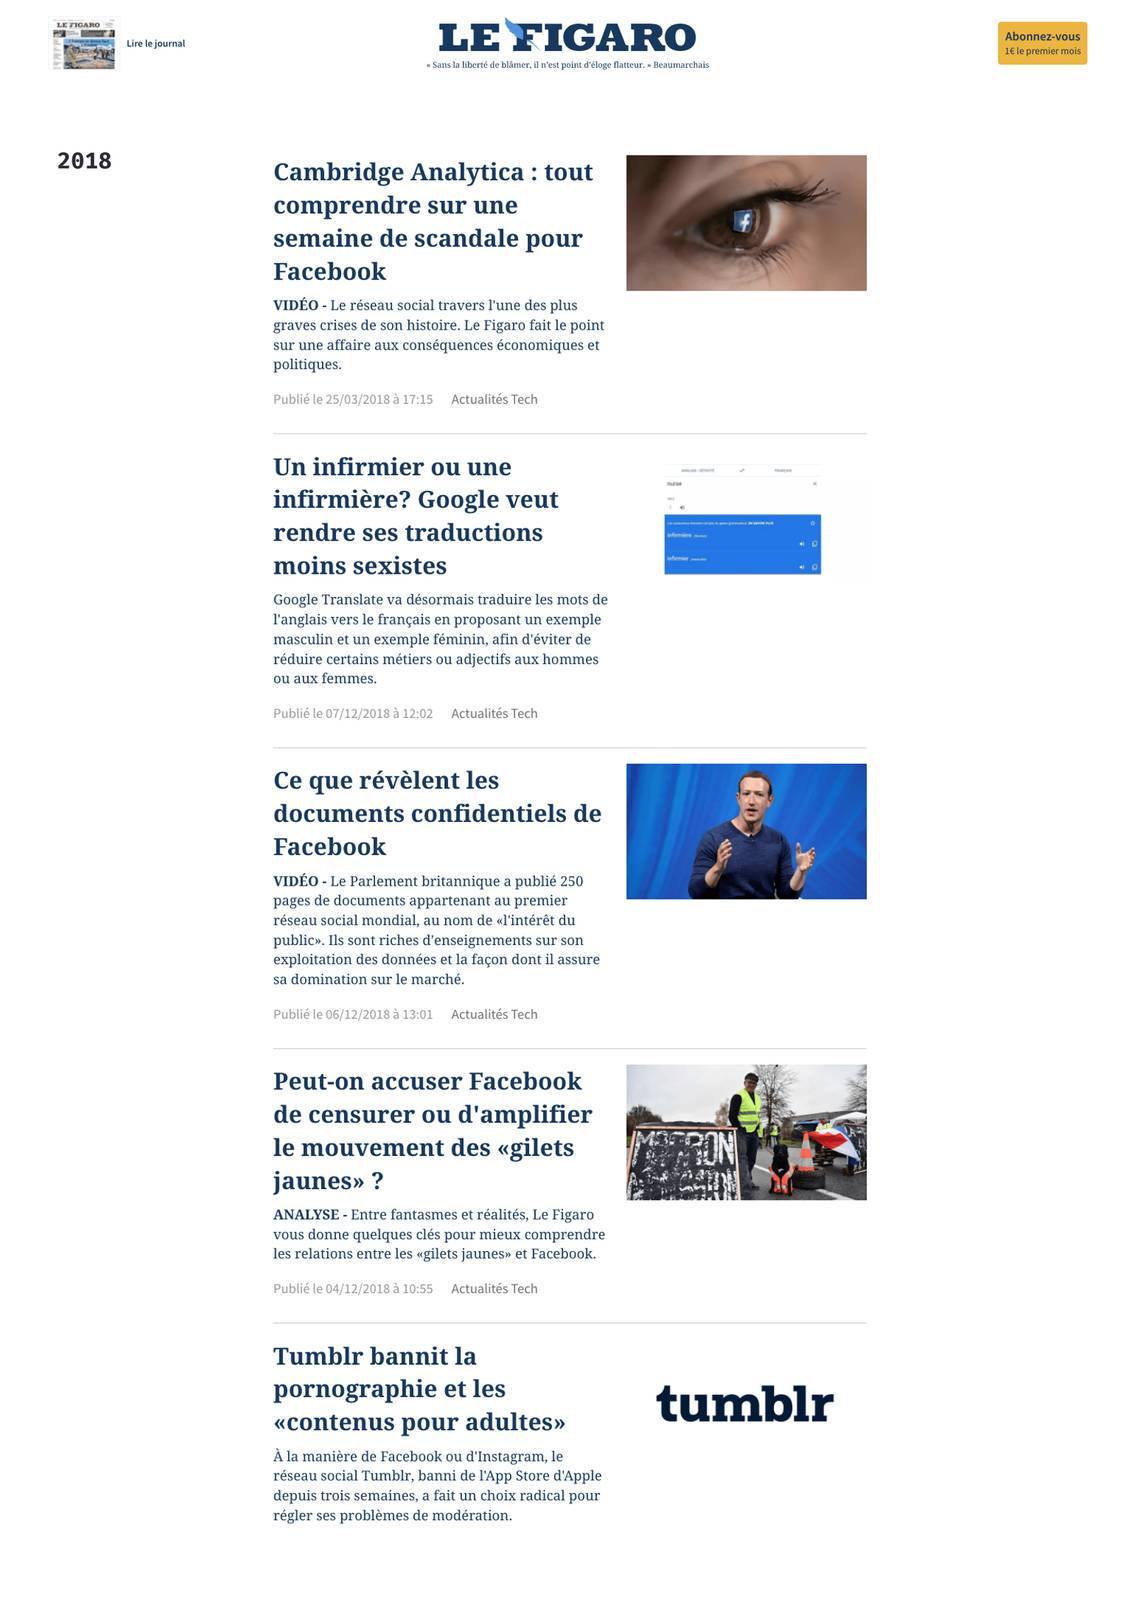 LE FIGARO
Lire le journal
LE FIGARO
« Sans la liberté de blâmer, il n'est point d'éloge flatteur. » Beaumarchais
Abonnez-vous
1€ le premier mois
2018
Cambridge Analytica : tout
comprendre sur une
semaine de scandale pour
Facebook
VIDÉO - Le réseau social travers l'une des plus
graves crises de son histoire. Le Figaro fait le point
sur une affaire aux conséquences économiques et
politiques.
Publié le 25/03/2018 à 17:15 Actualités Tech
Un infirmier ou une
infirmière? Google veut
rendre ses traductions
moins sexistes
FRANÇAIS
nurse
infirmière
infirmier
Google Translate va désormais traduire les mots de
l'anglais vers le français en proposant un exemple
masculin et un exemple féminin, afin d'éviter de
réduire certains métiers ou adjectifs aux hommes
ou aux femmes.
Publié le 07/12/2018 à 12:02 Actualités Tech
Ce que révèlent les
documents confidentiels de
Facebook
VIDÉO - Le Parlement britannique a publié 250
pages de documents appartenant au premier
réseau social mondial, au nom de «l'intérêt du
public». Ils sont riches d'enseignements sur son
exploitation des données et la façon dont il assure
sa domination sur le marché.
Publié le 06/12/2018 à 13:01 Actualités Tech
Peut-on accuser Facebook
de censurer ou d'amplifier
le mouvement des «gilets
jaunes» ?
MACRON
ANALYSE - Entre fantasmes et réalités, Le Figaro
vous donne quelques clés pour mieux comprendre
les relations entre les «gilets jaunes» et Facebook.
Publié le 04/12/2018 à 10:55 Actualités Tech
Tumblr bannit la
pornographie et les
«contenus pour adultes»
tumblr
À la manière de Facebook ou d'Instagram, le
réseau social Tumblr, banni de l'App Store d'Apple
depuis trois semaines, a fait un choix radical pour
régler ses problèmes de modération.